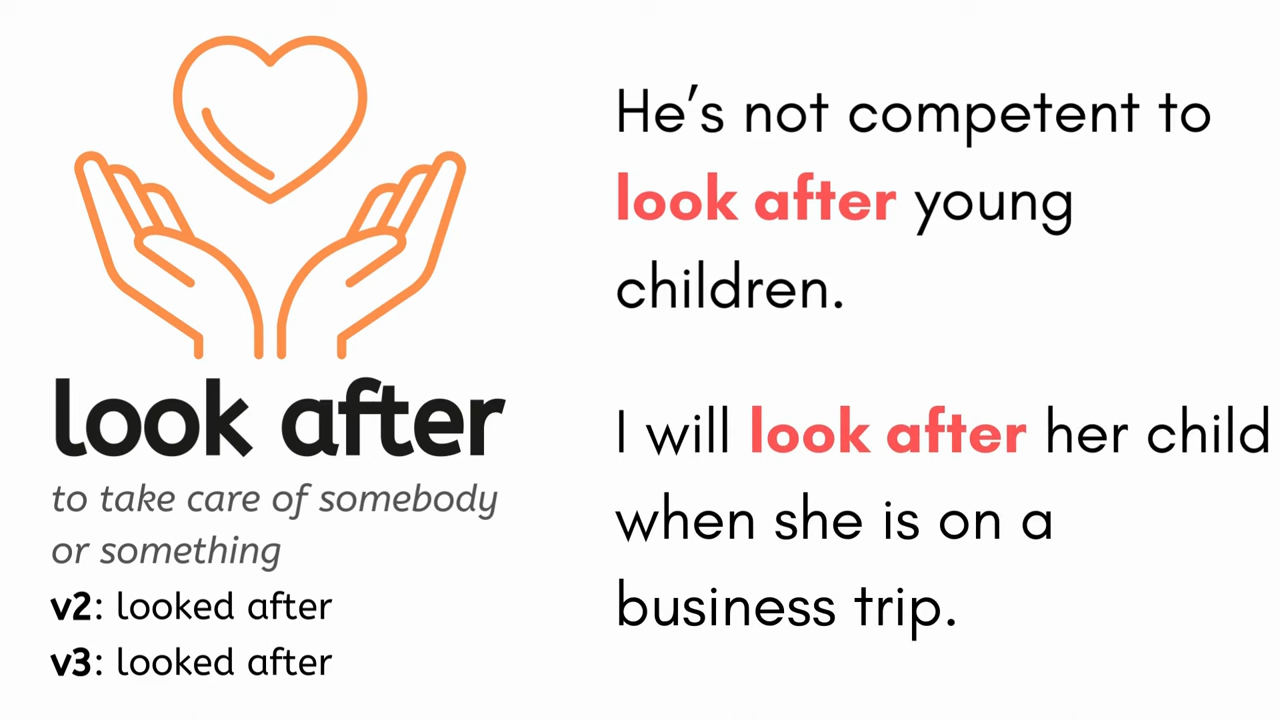 look after
to take care of somebody
or something
v2: looked after
v3: looked after
He's not competent to
look after young
children.
I will look after her child
when she is on a
business trip.